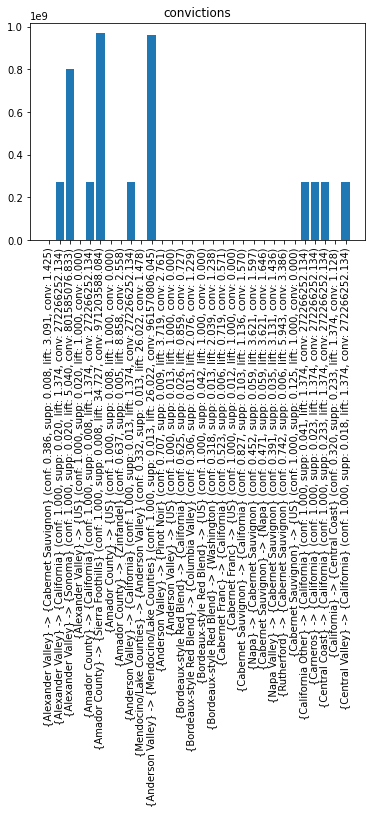 convictions
1e9
1.0
0.8
0.6
0.4
0.2
0.0
{Alexander Valley} -> {Cabernet Sauvignon} (conf: 0.386, supp: 0.008, lift: 3.091, conv: 1.425)
{Alexander Valley} -> {California} (conf: 1.000, supp: 0.020, lift: 1.374, conv: 272266252.134)
{Alexander Valley} -> {Sonoma} (conf: 1.000, supp: 0.020, lift: 5.040, conv: 801585076.833)
{Alexander Valley} -> {US} (conf: 1.000, supp: 0.020, lift: 1.000, conv: 0.000)
{Amador County} -> {California} (conf: 1.000, supp: 0.008, lift: 1.374, conv: 272266252.134)
{Amador County} -> {Sierra Foothills} (conf: 1.000, supp: 0.008, lift: 34.727, conv: 971203588.084)
{Amador County} -> {US} (conf: 1.000, supp: 0.008, lift: 1.000, conv: 0.000)
{Amador County} -> {Zinfandel} (conf: 0.637, supp: 0.005, lift: 8.858, conv: 2.558)
{Anderson Valley} -> {California} (conf: 1.000, supp: 0.013, lift: 1.374, conv: 272266252.134)
{Mendocino/Lake Counties} -> {Anderson Valley} (conf: 0.332, supp: 0.013, lift: 26.022, conv: 1.478)
{Anderson Valley} -> {Mendocino/Lake Counties} (conf: 1.000, supp: 0.013, lift: 26.022, conv: 961570806.045)
{Anderson Valley} -> {Pinot Noir} (conf: 0.707, supp: 0.009, lift: 3.719, conv: 2.761)
{Anderson Valley} -> {US} (conf: 1.000, supp: 0.013, lift: 1.000, conv: 0.000)
{Bordeaux-style Red Blend} -> {California} (conf: 0.625, supp: 0.026, lift: 0.859, conv: 0.727)
{Bordeaux-style Red Blend} -> {Columbia Valley} (conf: 0.306, supp: 0.013, lift: 2.076, conv: 1.229)
{Bordeaux-style Red Blend} -> {US} (conf: 1.000, supp: 0.042, lift: 1.000, conv: 0.000)
{Bordeaux-style Red Blend} -> {Washington} (conf: 0.318, supp: 0.013, lift: 2.039, conv: 1.238)
{Cabernet Franc} -> {California} (conf: 0.523, supp: 0.006, lift: 0.719, conv: 0.571)
{Cabernet Franc} -> {US} (conf: 1.000, supp: 0.012, lift: 1.000, conv: 0.000)
{Cabernet Sauvignon} -> {California} (conf: 0.827, supp: 0.103, lift: 1.136, conv: 1.570)
{Napa} -> {Cabernet Sauvignon} (conf: 0.452, supp: 0.059, lift: 3.621, conv: 1.597)
{Cabernet Sauvignon} -> {Napa} (conf: 0.471, supp: 0.059, lift: 3.621, conv: 1.646)
{Napa Valley} -> {Cabernet Sauvignon} (conf: 0.391, supp: 0.035, lift: 3.131, conv: 1.436)
{Rutherford} -> {Cabernet Sauvignon} (conf: 0.742, supp: 0.005, lift: 5.943, conv: 3.386)
{Cabernet Sauvignon} -> {US} (conf: 1.000, supp: 0.125, lift: 1.000, conv: 0.000)
{California Other} -> {California} (conf: 1.000, supp: 0.041, lift: 1.374, conv: 272266252.134)
{Carneros} -> {California} (conf: 1.000, supp: 0.023, lift: 1.374, conv: 272266252.134)
{Central Coast} -> {California} (conf: 1.000, supp: 0.233, lift: 1.374, conv: 272266252.134)
{California} -> {Central Coast} (conf: 0.320, supp: 0.233, lift: 1.374, conv: 1.128)
{Central Valley} -> {California} (conf: 1.000, supp: 0.018, lift: 1.374, conv: 272266252.134)